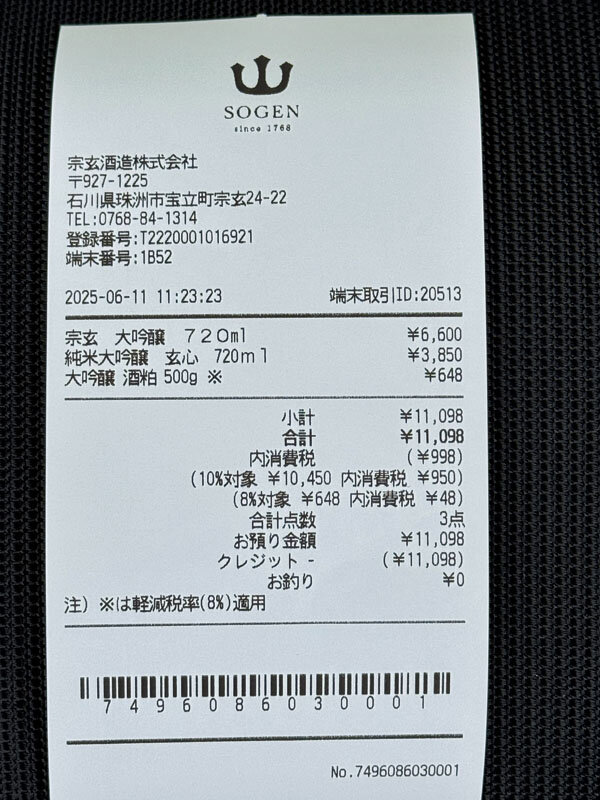 SOGEN
since 1768
宗玄酒造株式会社
〒927-1225
石川県珠洲市宝立町宗玄24-22
TEL:0768-84-1314
登録番号:T2220001016921
端末番号:1B52
2025-06-11 11:23:23 端末取引ID:20513
宗玄 大吟醸 720ml ¥6,600
純米大吟醸 玄心 720ml ¥3,850
大吟醸 酒粕 500g ※ ¥648
小計 ¥11,098
合計 ¥11,098
内消費税 (¥998)
(10%対象 ¥10,450 内消費税 ¥950)
(8%対象 ¥648 内消費税 ¥48)
合計点数 3点
お預り金額 ¥11,098
クレジット - (¥11,098)
お釣り ¥0
注) ※は軽減税率(8%)適用
7496086030001
No.7496086030001